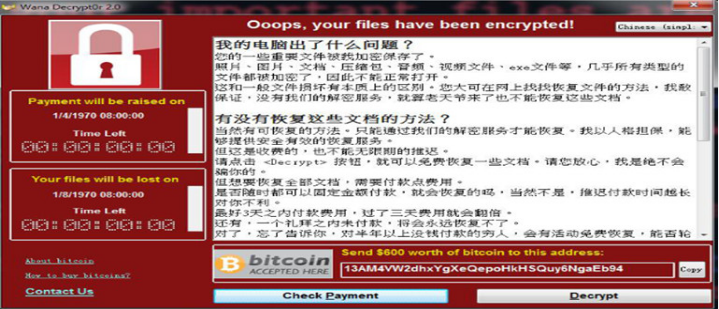 Wana Decrypt0r 2.0
Ooops, your files have been encrypted!
Chinese (simpl:
Payment will be raised on
1/4/1970 08:00:00
Time Left
00:00:00:00
Your files will be lost on
1/8/1970 08:00:00
Time Left
00:00:00:00
About bitcoin
How to buy bitcoins?
Contact Us
我的电脑出了什么问题？
您的一些重要文件被我加密保存了。
照片、图片、文档、压缩包、音频、视频文件、exe文件等，几乎所有类型的
文件都被加密了，因此不能正常打开。
这和一般文件损坏有本质上的区别。您大可在网上找找恢复文件的方法，我敢
保证，没有我们的解密服务，就算老天爷来了也不能恢复这些文档。
有没有恢复这些文档的方法？
当然有可恢复的方法。只能通过我们的解密服务才能恢复。我以人格担保，能
够提供安全有效的恢复服务。
但这是收费的，也不能无限期的推迟。
请点击 <Decrypt> 按钮，就可以免费恢复一些文档。请您放心，我是绝不会
骗你的。
但想要恢复全部文档，需要付款点费用。
是否随时都可以固定金额付款，就会恢复的吗，当然不是，推迟付款时间越长
对你不利。
最好3天之内付款费用，过了三天费用就会翻倍。
还有，一个礼拜之内未付款，将会永远恢复不了。
对了，忘了告诉你，对半年以上没钱付款的穷人，会有活动免费恢复，能否轮
bitcoin
ACCEPTED HERE
Send $600 worth of bitcoin to this address:
13AM4VW2dhxYgXeQepoHkHSQuy6NgaEb94
Copy
Check Payment
Decrypt